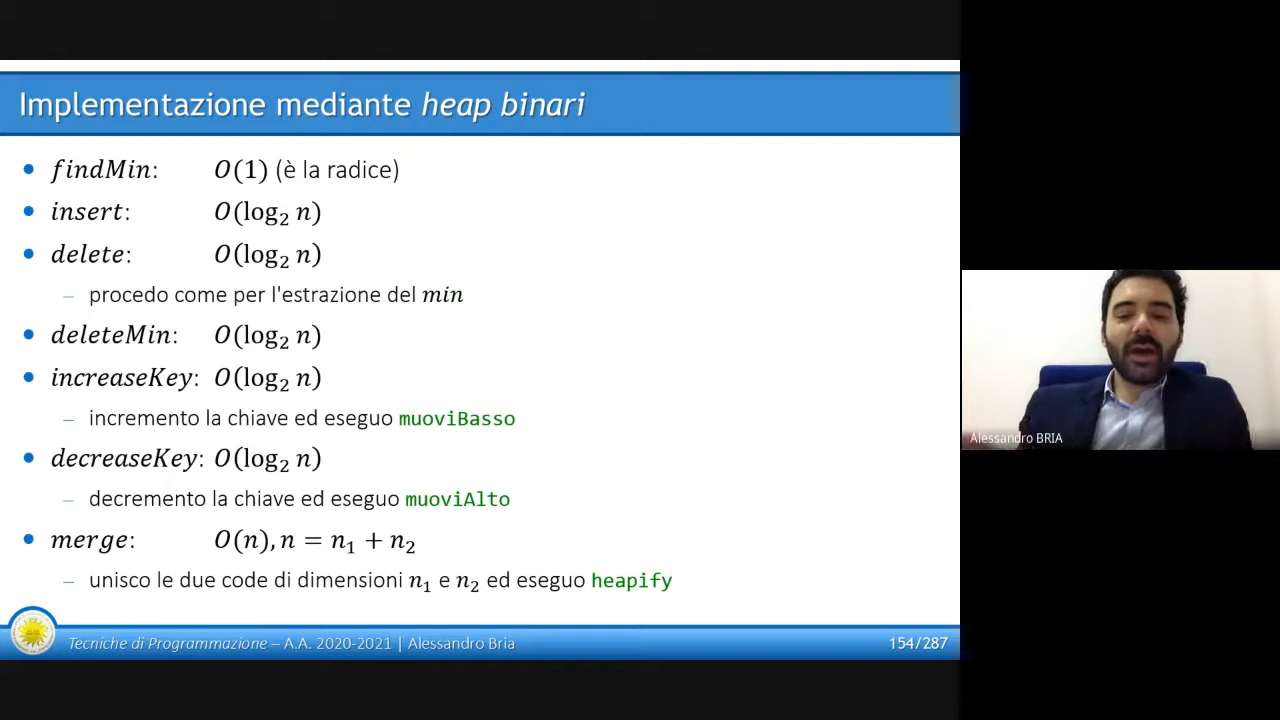 Implementazione mediante heap binari
• findMin: O(1) (è la radice)
• insert: O(log₂ n)
• delete: O(log₂ n)
– procedo come per l'estrazione del min
• deleteMin: O(log₂ n)
• increaseKey: O(log₂ n)
– incremento la chiave ed eseguo muoviBasso
• decreaseKey: O(log₂ n)
– decremento la chiave ed eseguo muoviAlto
• merge: O(n), n = n₁ + n₂
– unisco le due code di dimensioni n₁ e n₂ ed eseguo heapify
Tecniche di Programmazione – A.A. 2020-2021 | Alessandro Bria 154/287
Alessandro BRIA